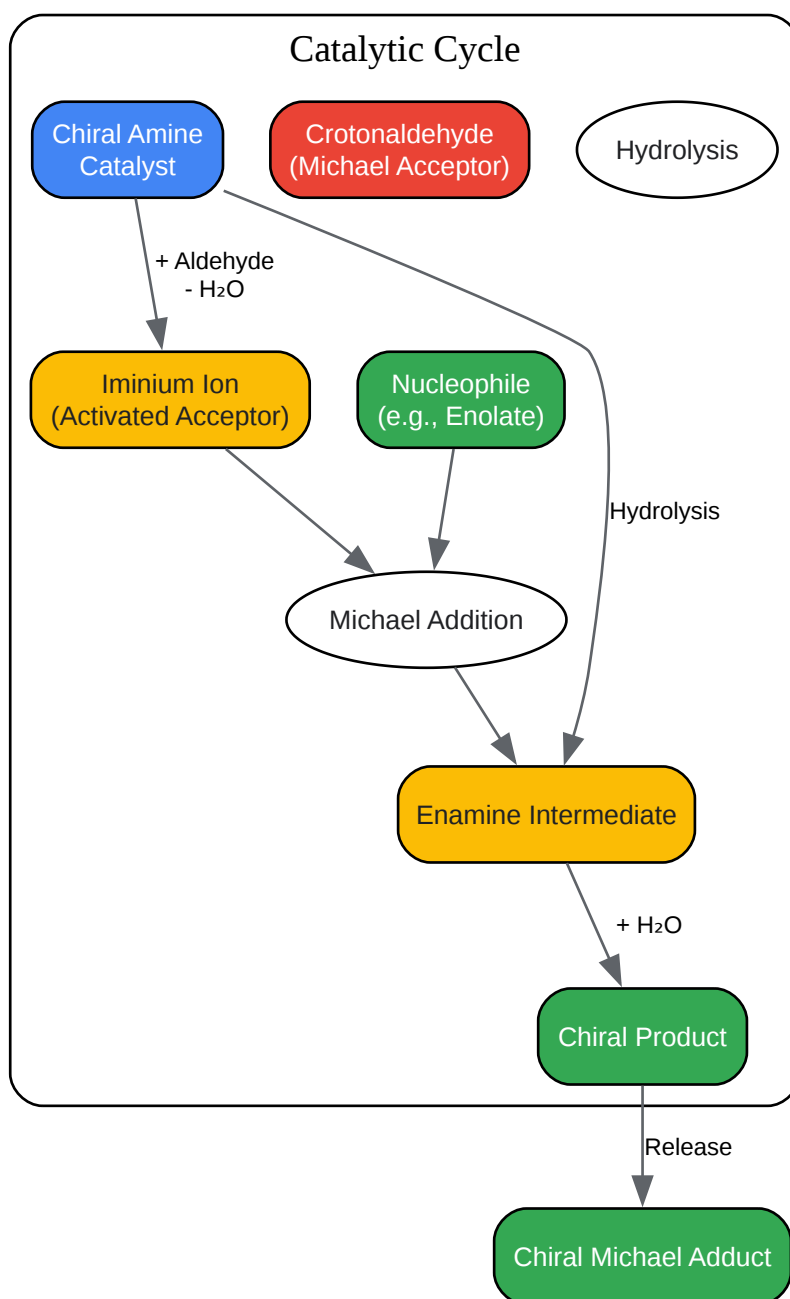 Catalytic Cycle
Chiral Amine
Catalyst
Crotonaldehyde
(Michael Acceptor)
Hydrolysis
+ Aldehyde
- H₂O
Iminium Ion
(Activated Acceptor)
Nucleophile
(e.g., Enolate)
Hydrolysis
Michael Addition
Enamine Intermediate
+ H₂O
Chiral Product
Release
Chiral Michael Adduct